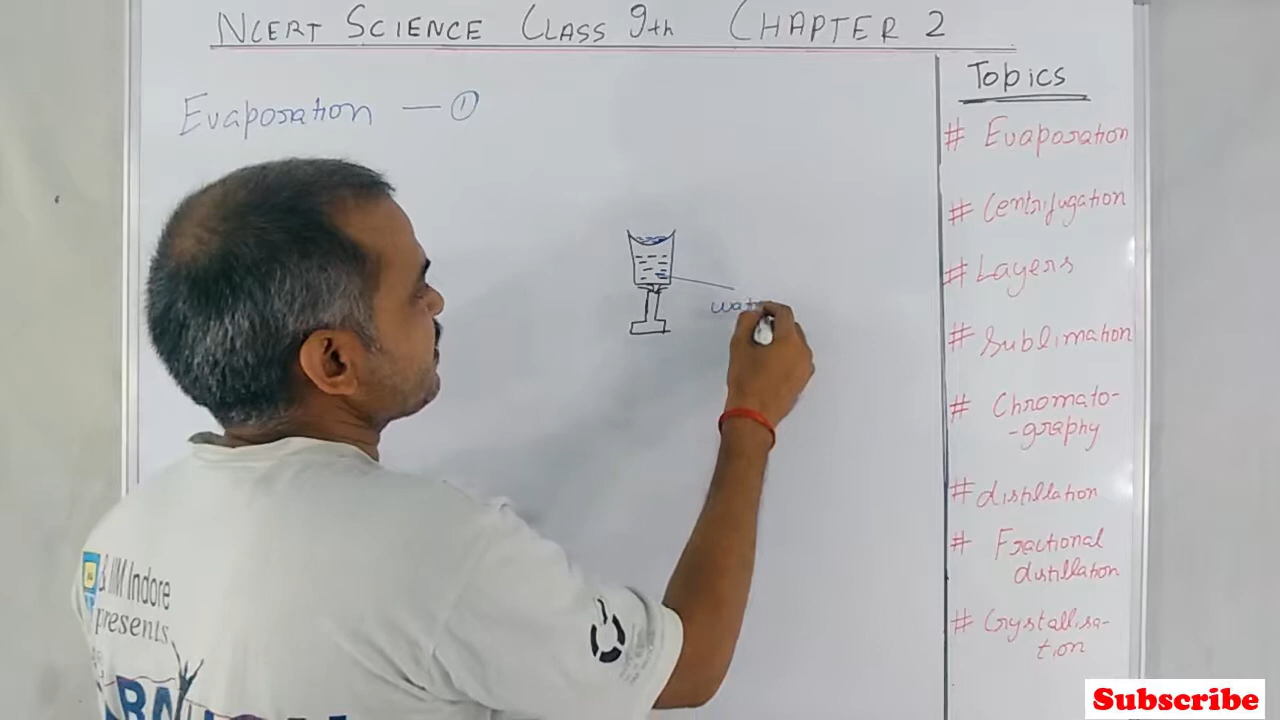 NCERT SCIENCE CLASS 9th CHAPTER 2
Evaporation — ①
wat
Topics
# Evaporation
# Centrifugation
# Layers
# Sublimation
# Chromato-
-graphy
# distillation
# Fractional
distillation
# Crystallisa-
tion
& IIM Indore
presents
Subscribe